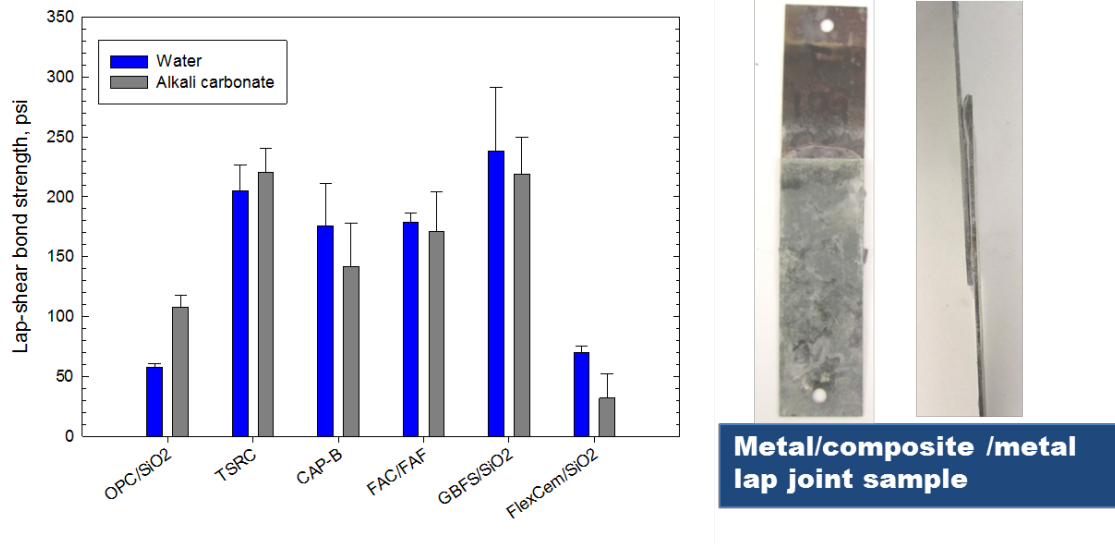 350
300
250
200
150
100
50
0
Lap-shear bond strength, psi
Water
Alkali carbonate
OPC/SiO2
TSRC
CAP-B
FAC/FAF
GBFS/SiO2
FlexCem/SiO2
Metal/composite /metal
lap joint sample